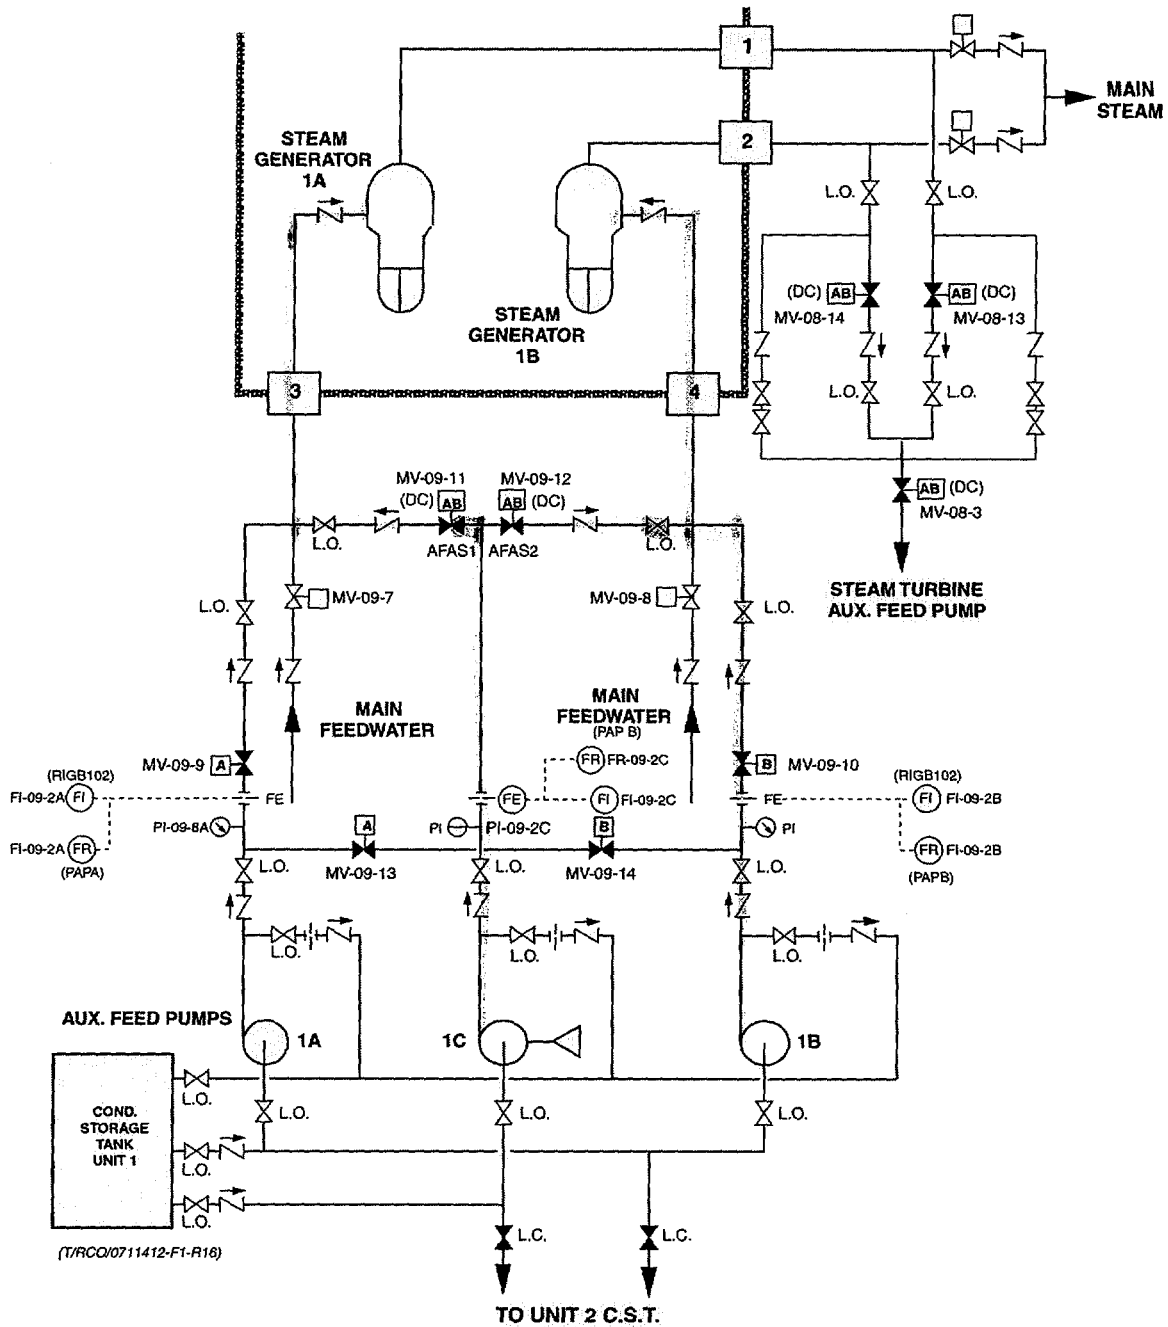 1
MAIN
STEAM
2
STEAM
GENERATOR
1A
L.O.
L.O.
(DC) AB
AB (DC)
MV-08-14
MV-08-13
STEAM
GENERATOR
1B
3
4
L.O.
L.O.
MV-09-11
MV-09-12
(DC) AB
AB (DC)
AB (DC)
MV-08-3
L.O.
AFAS1
AFAS2
L.O.
STEAM TURBINE
AUX. FEED PUMP
L.O.
MV-09-7
MV-09-8
L.O.
MAIN
FEEDWATER
MAIN
FEEDWATER
(PAP B)
MV-09-9 A
FR FR-09-2C
B MV-09-10
(RIGB102)
FI-09-2A FI
FE
FE
FI FI-09-2C
FE
(RIGB102)
FI FI-09-2B
PI-09-8A
A
PI
PI-09-2C
B
PI
FI-09-2A FR
(PAPA)
FR FI-09-2B
(PAPB)
L.O.
MV-09-13
L.O.
MV-09-14
L.O.
L.O.
L.O.
L.O.
AUX. FEED PUMPS
1A
1C
1B
L.O.
L.O.
L.O.
L.O.
COND.
STORAGE
TANK
UNIT 1
L.O.
L.O.
L.C.
L.C.
(T/RCO/0711412-F1-R16)
TO UNIT 2 C.S.T.